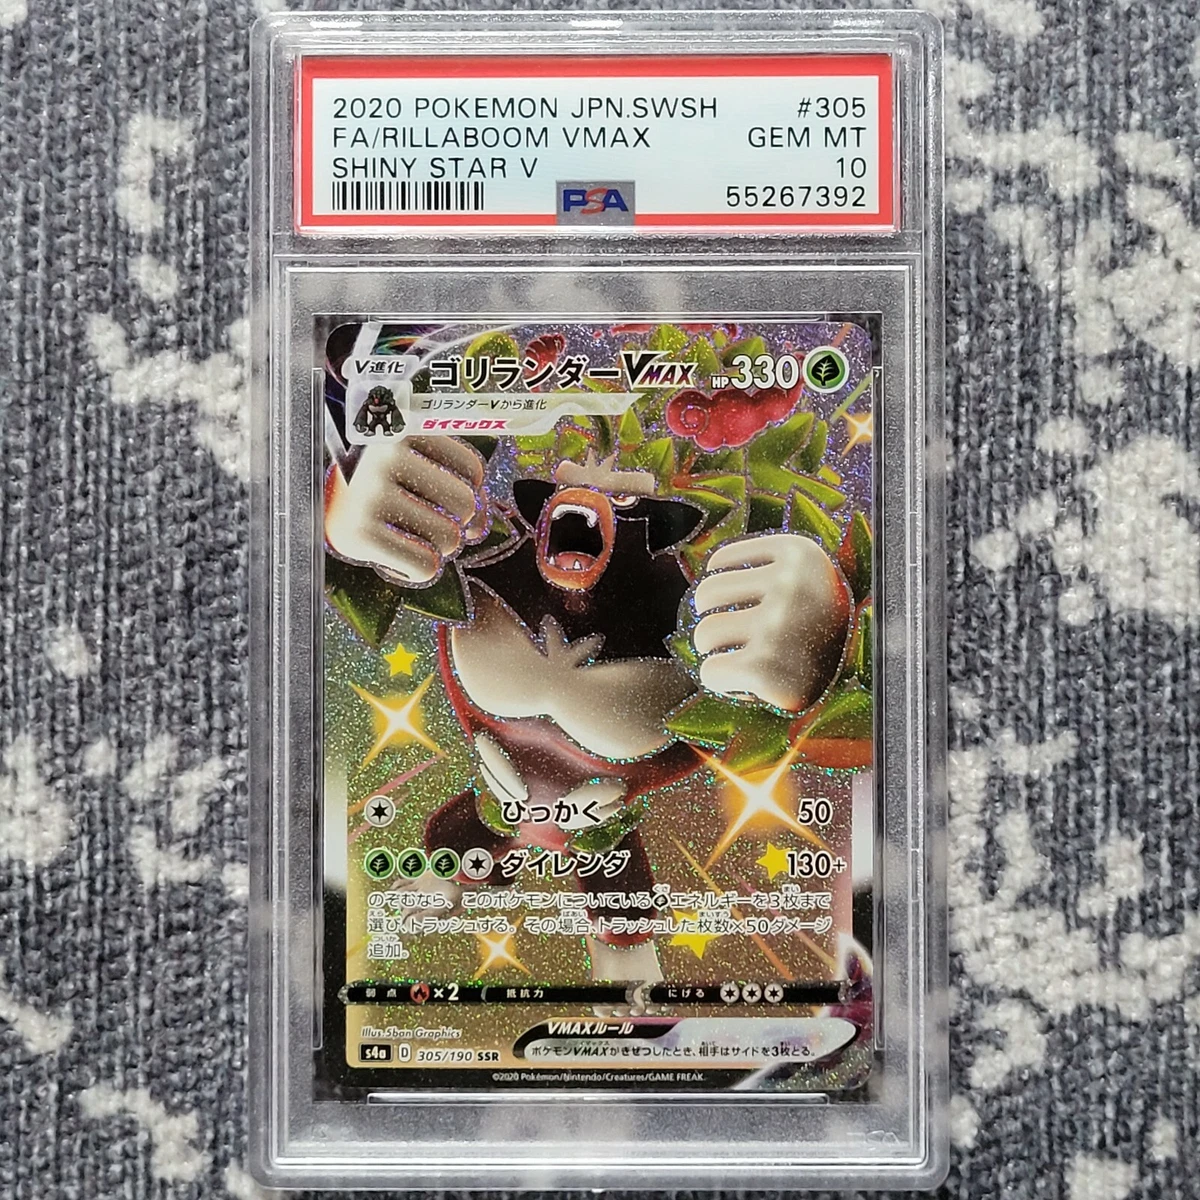 2020 POKEMON JPN.SWSH #305
FA/RILLABOOM VMAX GEM MT
SHINY STAR V 10
PSA 55267392
V進化 ゴリランダーVMAX HP330
ゴリランダーVから進化
ダイマックス
ひっかく 50
ダイレンダ 130+
のぞむなら、このポケモンについているエネルギーを3枚まで
選び、トラッシュする。その場合、トラッシュした枚数×50ダメージ
追加。
弱点 ×2 抵抗力 にげる
Illus. 5ban Graphics VMAXルール
s4a D 305/190 SSR ポケモンVMAXがきぜつしたとき、相手はサイドを3枚とる。
©2020 Pokémon/Nintendo/Creatures/GAME FREAK.